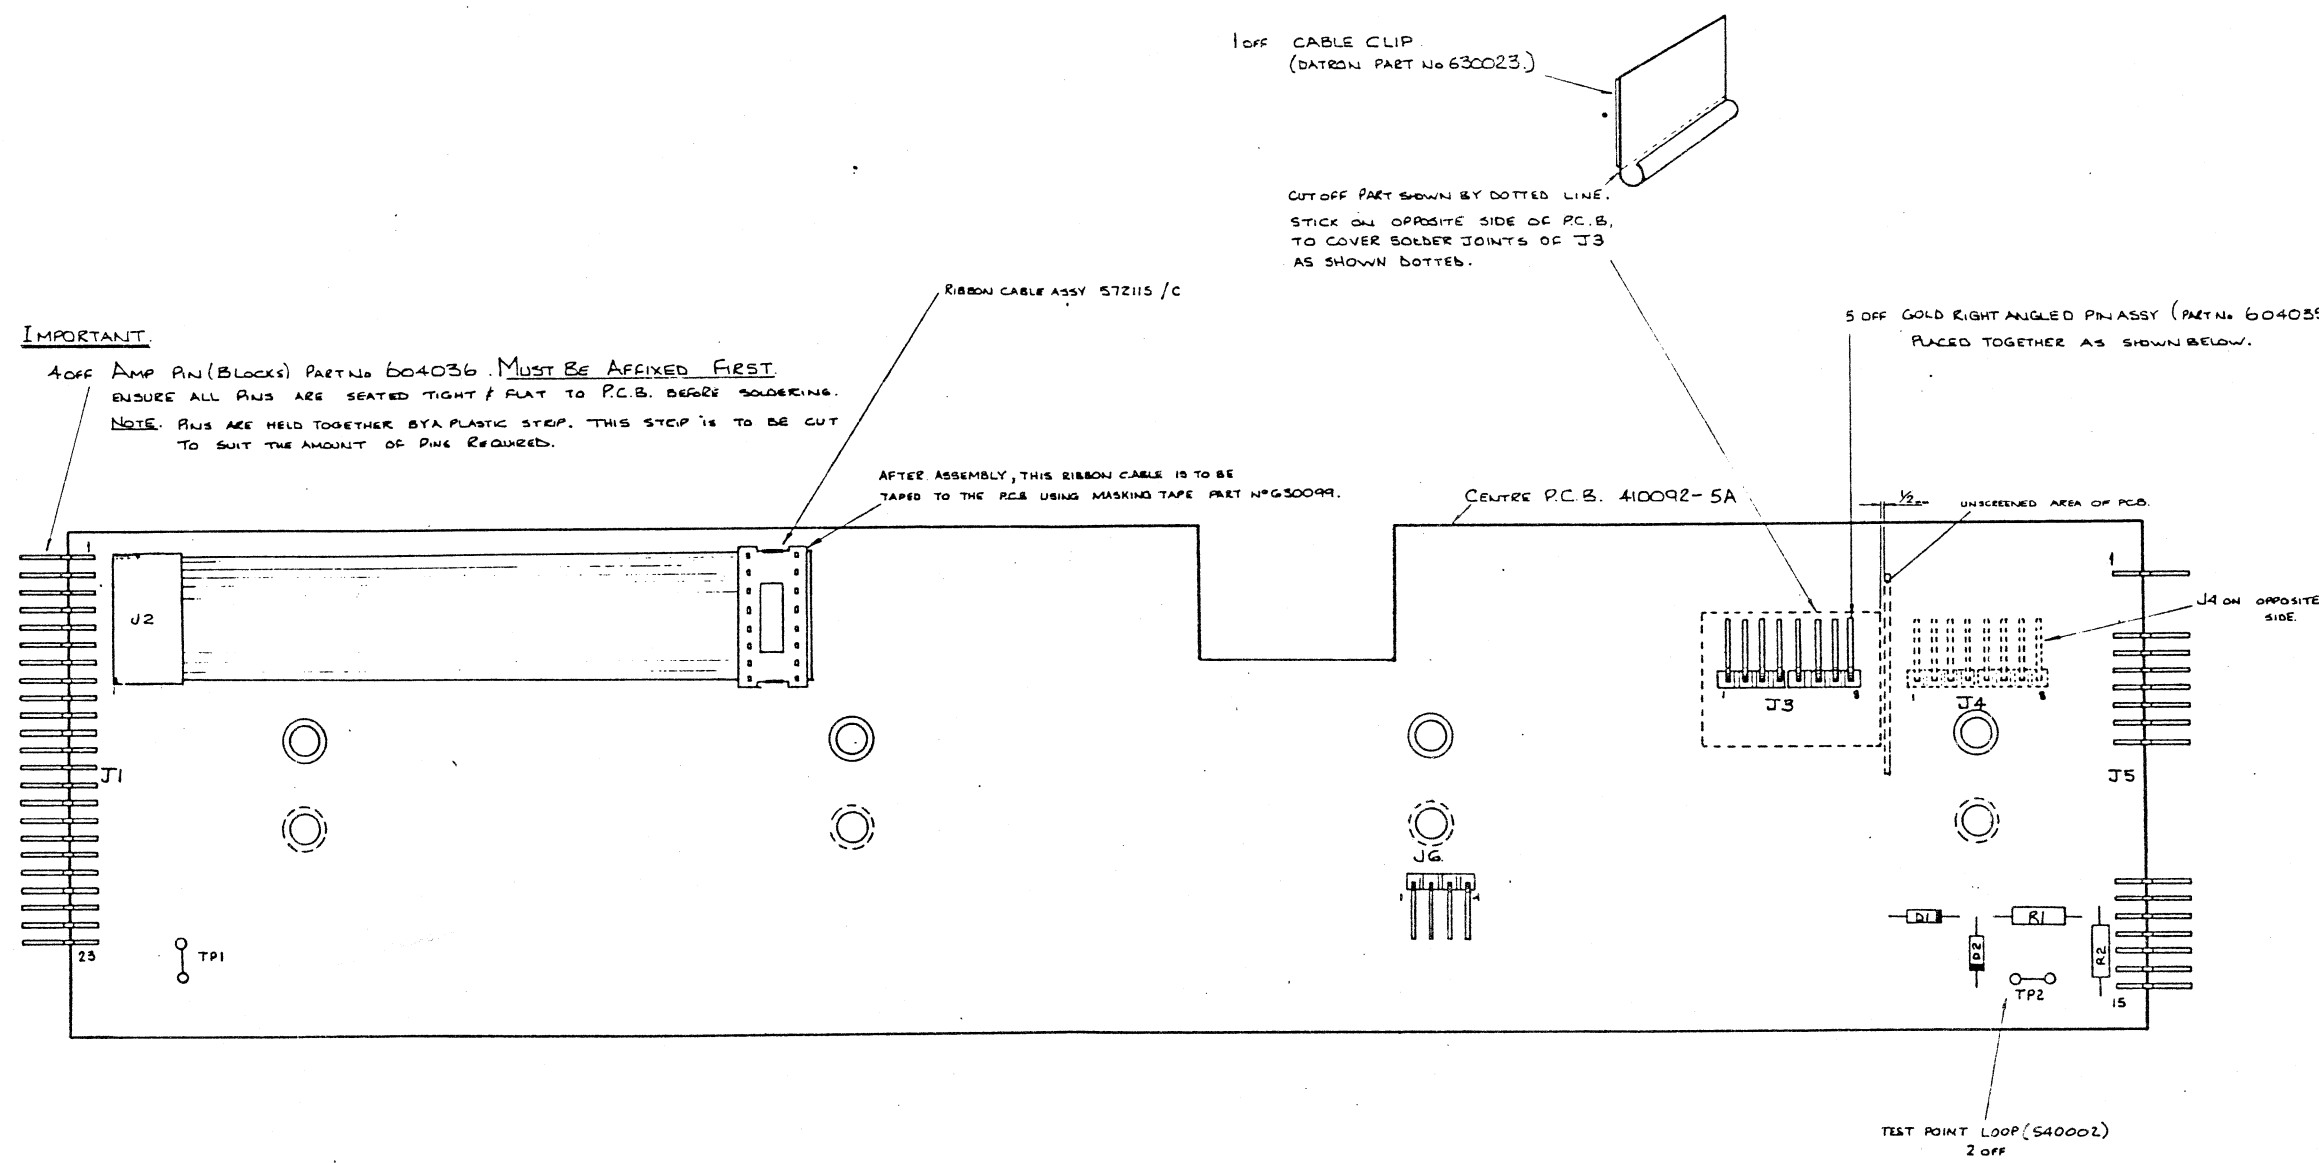 1 OFF CABLE CLIP.
(DATRON PART No 630023.)
CUT OFF PART SHOWN BY DOTTED LINE.
STICK ON OPPOSITE SIDE OF P.C.B,
TO COVER SOLDER JOINTS OF J3
AS SHOWN DOTTED.
RIBBON CABLE ASSY 572115 /C
5 OFF GOLD RIGHT ANGLED PIN ASSY (PART No 604035
PLACED TOGETHER AS SHOWN BELOW.
IMPORTANT.
4 OFF AMP PIN (BLOCKS) PART No 604036. MUST BE AFFIXED FIRST.
ENSURE ALL PINS ARE SEATED TIGHT & FLAT TO P.C.B. BEFORE SOLDERING.
NOTE. PINS ARE HELD TOGETHER BY A PLASTIC STRIP. THIS STRIP IS TO BE CUT
TO SUIT THE AMOUNT OF PINS REQUIRED.
AFTER ASSEMBLY, THIS RIBBON CABLE IS TO BE
TAPED TO THE P.C.B USING MASKING TAPE PART No 630099.
CENTRE P.C.B. 410092-5A
1/2
UNSCREENED AREA OF PCB.
1
1
J2
J4 ON OPPOSITE
SIDE.
1
8
J3
1
8
J4
J1
J5
J6.
1
4
D1
R1
D2
R2
23
TP1
TP2
15
TEST POINT LOOP (540002)
2 OFF